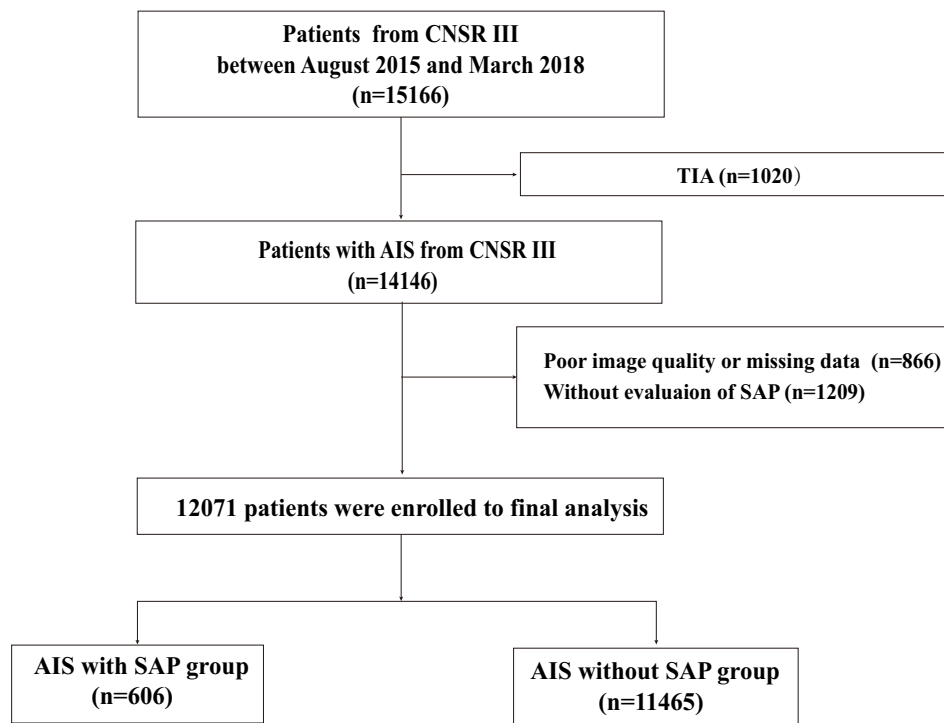 Patients from CNSR III
between August 2015 and March 2018
(n=15166)
TIA (n=1020）
Patients with AIS from CNSR III
(n=14146)
Poor image quality or missing data (n=866)
Without evaluaion of SAP (n=1209)
12071 patients were enrolled to final analysis
AIS with SAP group
(n=606)
AIS without SAP group
(n=11465)